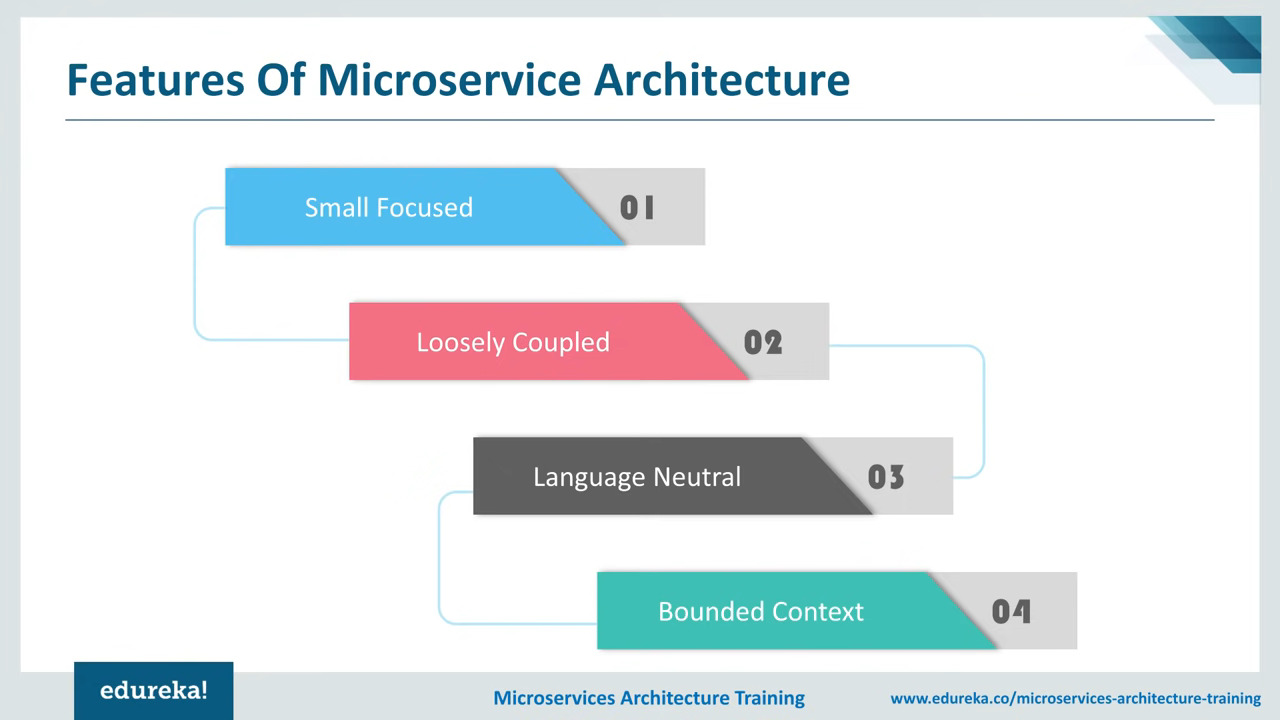 Features Of Microservice Architecture
Small Focused 01
Loosely Coupled 02
Language Neutral 03
Bounded Context 04
edureka!
Microservices Architecture Training
www.edureka.co/microservices-architecture-training